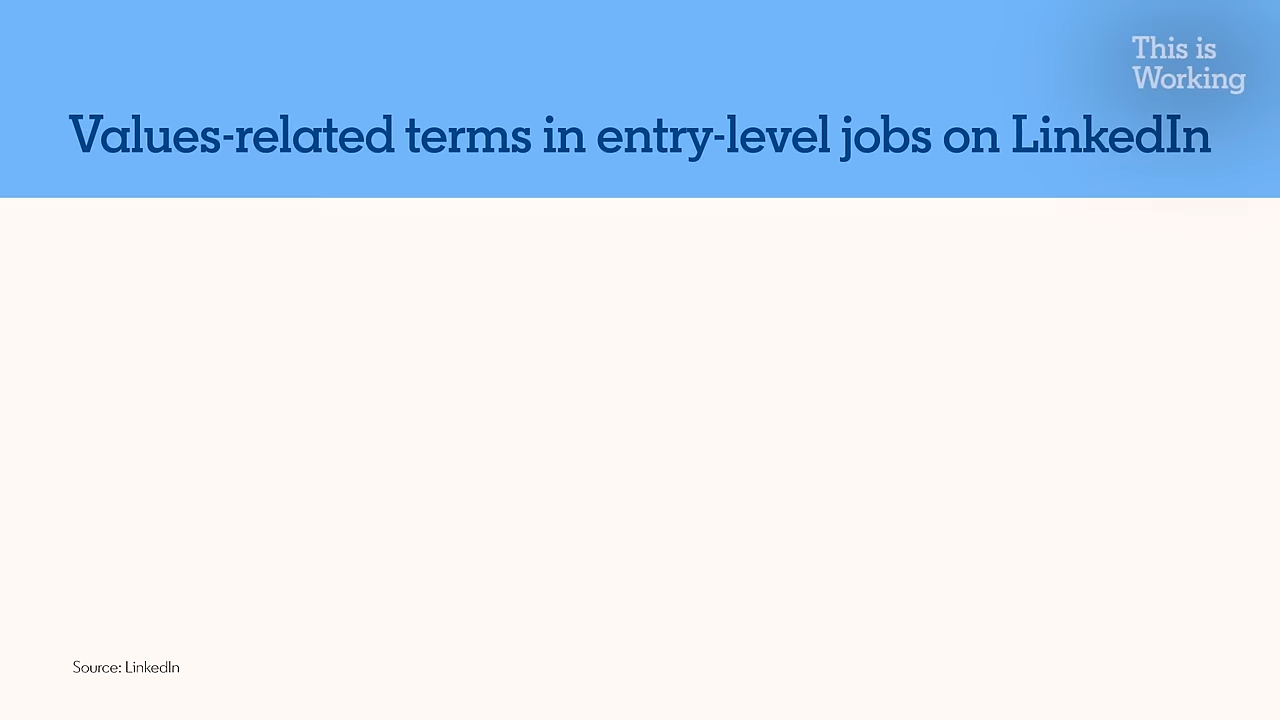 This is
Working
Values-related terms in entry-level jobs on LinkedIn
Source: LinkedIn